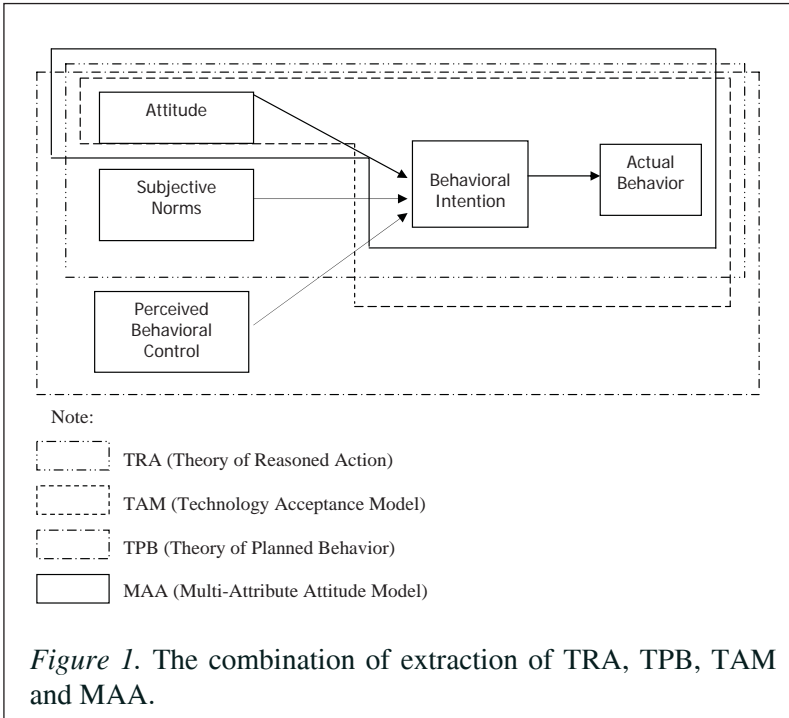 Attitude
Subjective
Norms
Perceived
Behavioral
Control
Behavioral
Intention
Actual
Behavior
Note:
TRA (Theory of Reasoned Action)
TAM (Technology Acceptance Model)
TPB (Theory of Planned Behavior)
MAA (Multi-Attribute Attitude Model)
Figure 1. The combination of extraction of TRA, TPB, TAM
and MAA.